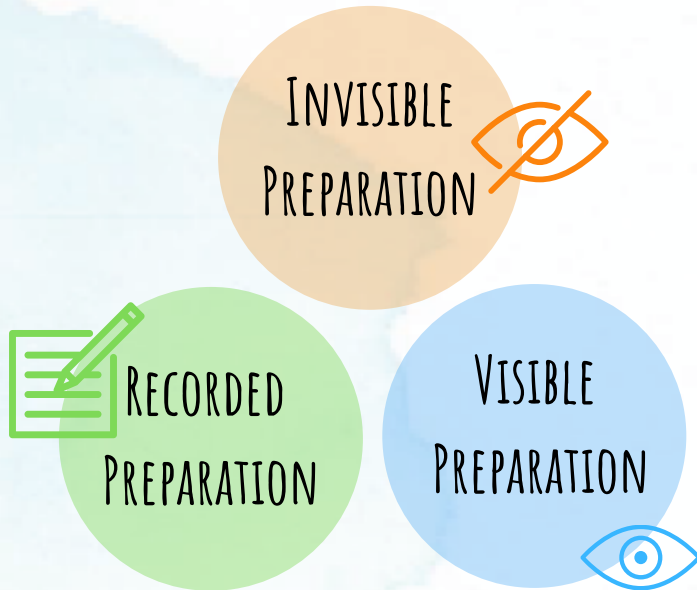 Invisible
Preparation
Recorded
Preparation
Visible
Preparation